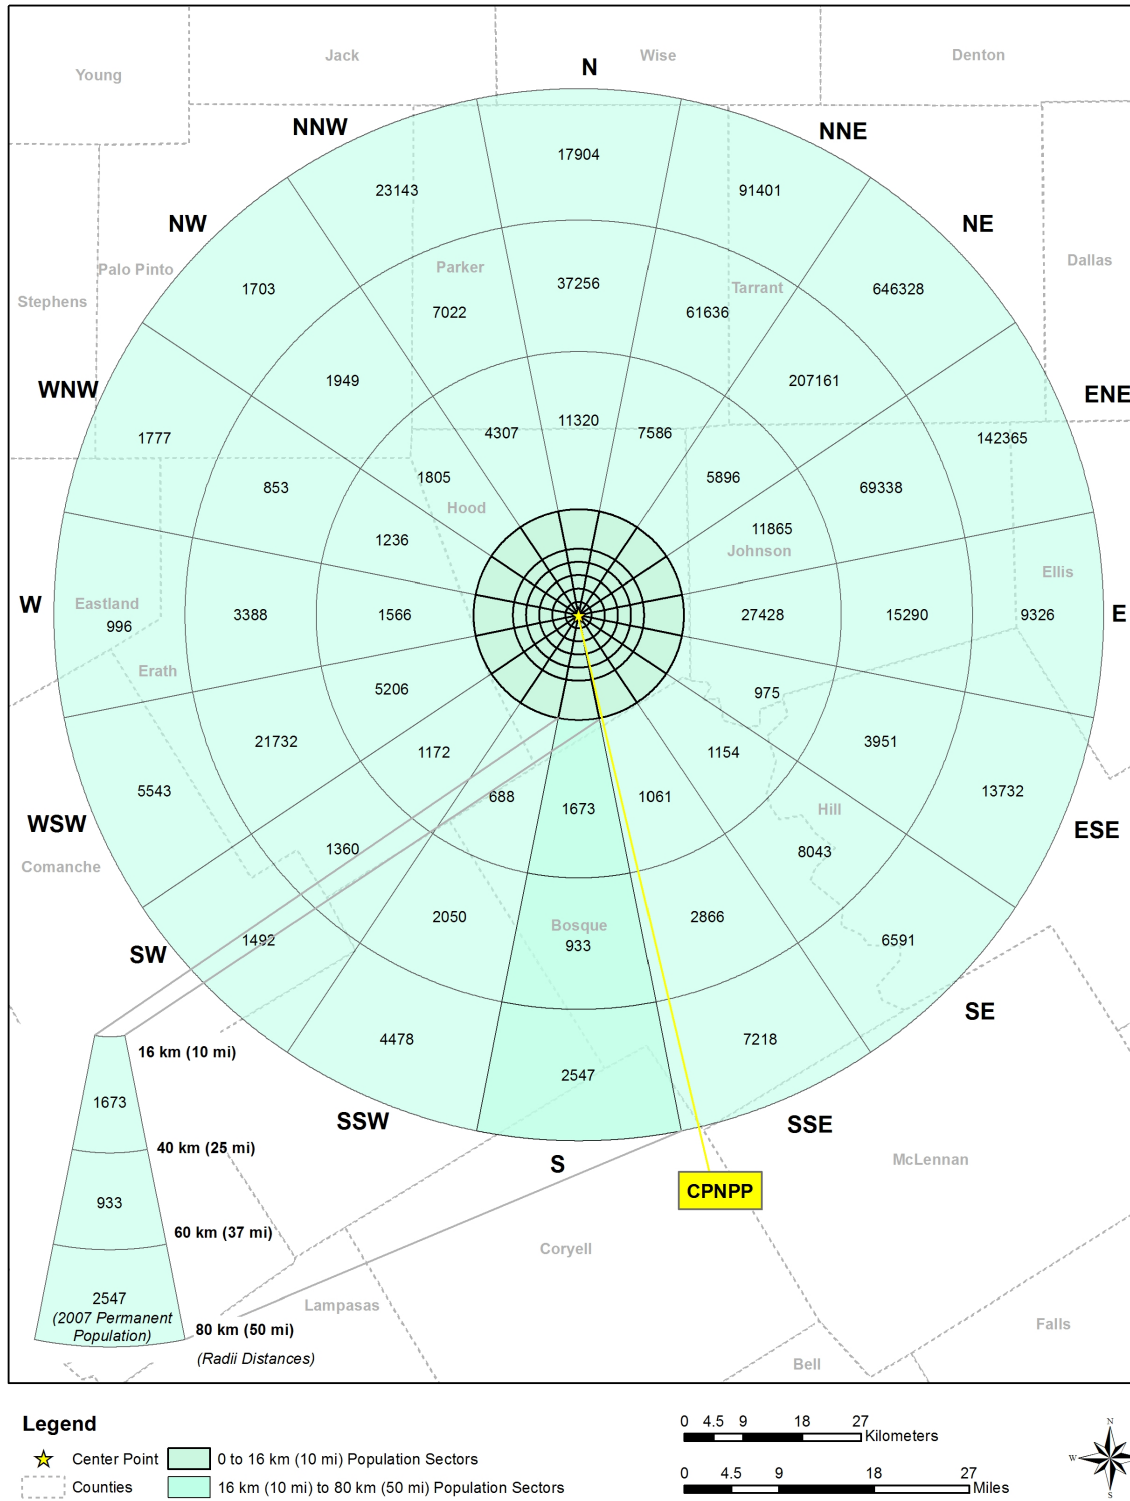 Jack
Wise
Denton
Young
N
NNW
NNE
17904
23143
91401
NW
NE
Palo Pinto
Parker
Dallas
Stephens
1703
37256
Tarrant
646328
7022
61636
WNW
1949
207161
ENE
1777
4307
11320
7586
142365
853
1805
5896
69338
Hood
1236
11865
Johnson
Ellis
W
Eastland
996
3388
1566
27428
15290
9326
E
Erath
5206
975
21732
1172
1154
3951
5543
688
1673
1061
13732
WSW
Hill
ESE
Comanche
1360
8043
2050
Bosque
933
2866
SW
1492
6591
SE
4478
7218
2547
SSW
SSE
S
16 km (10 mi)
1673
40 km (25 mi)
McLennan
CPNPP
933
60 km (37 mi)
Coryell
2547
(2007 Permanent
Population)
Lampasas
80 km (50 mi)
Falls
(Radii Distances)
Bell
Legend
Center Point
0 to 16 km (10 mi) Population Sectors
Counties
16 km (10 mi) to 80 km (50 mi) Population Sectors
0 4.5 9 18 27
Kilometers
0 4.5 9 18 27
Miles
N
W
E
S